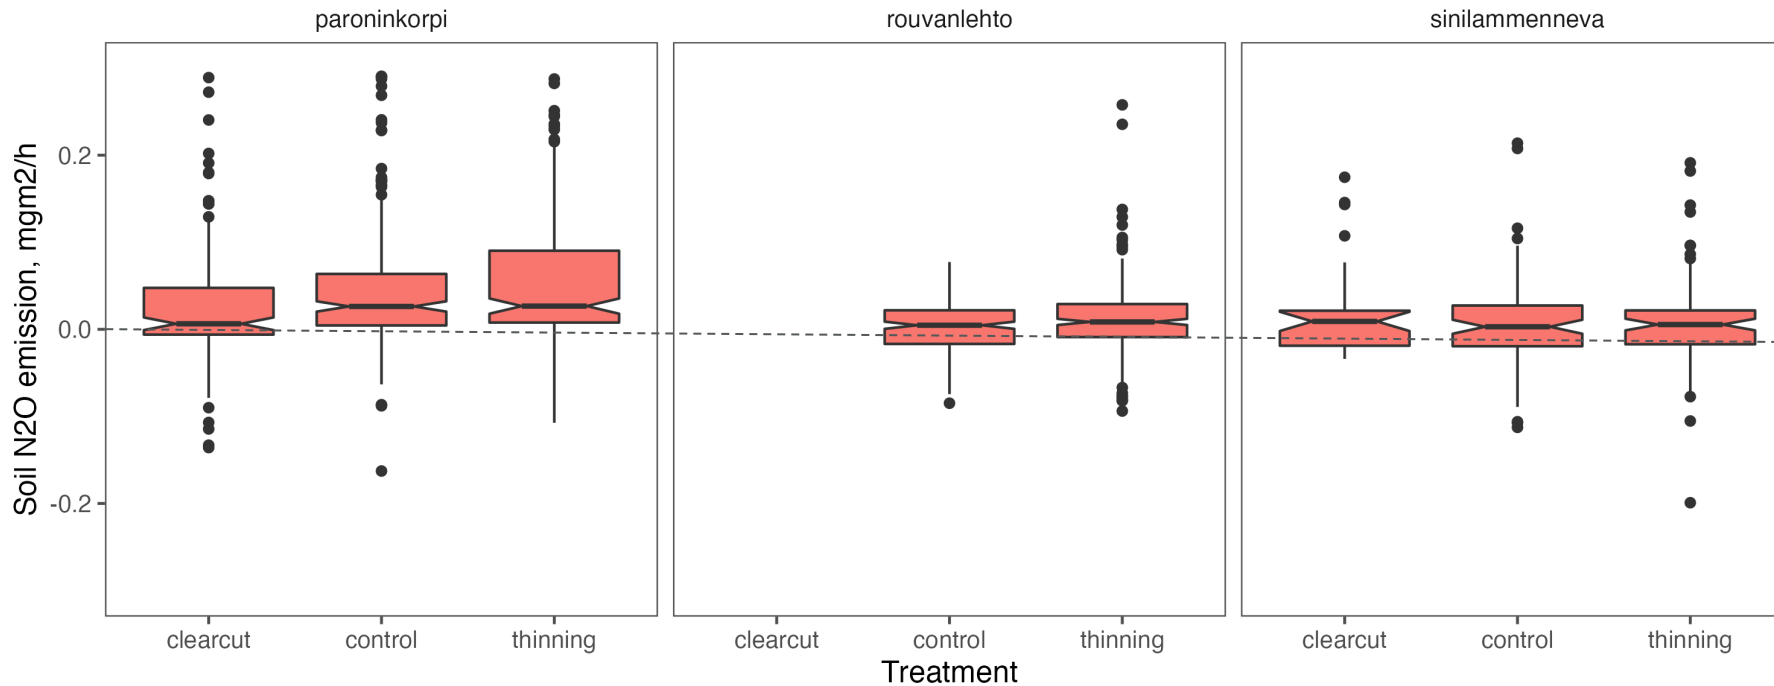 paroninkorpi rouvanlehto sinilammenneva
Soil N2O emission, mgm2/h
0.2
0.0
-0.2
clearcut control thinning clearcut control thinning clearcut control thinning
Treatment